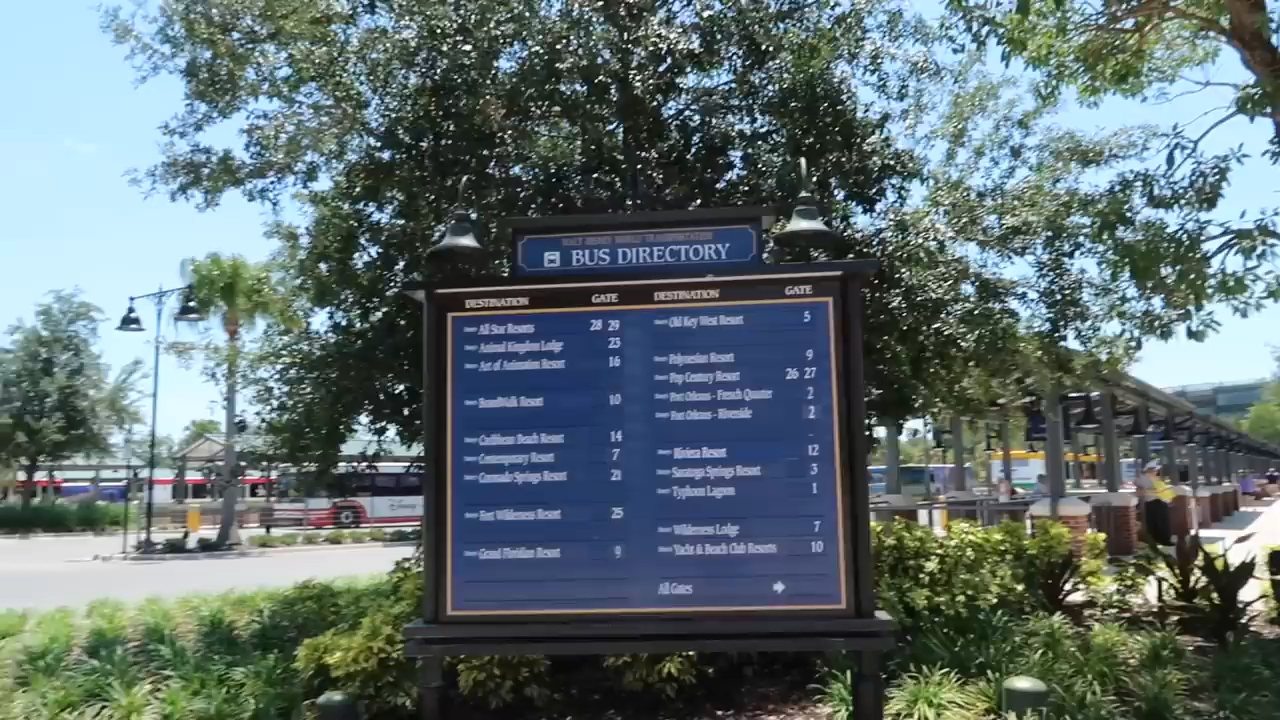 WALT DISNEY WORLD TRANSPORTATION
BUS DIRECTORY
DESTINATION GATE
All Star Resorts 28 29
Animal Kingdom Lodge 23
Art of Animation Resort 16
BoardWalk Resort 10
Caribbean Beach Resort 14
Contemporary Resort 7
Coronado Springs Resort 21
Fort Wilderness Resort 25
Grand Floridian Resort 9
DESTINATION GATE
Old Key West Resort 5
Polynesian Resort 9
Pop Century Resort 26 27
Port Orleans - French Quarter 2
Port Orleans - Riverside 2
Riviera Resort 12
Saratoga Springs Resort 3
Typhoon Lagoon 1
Wilderness Lodge 7
Yacht & Beach Club Resorts 10
All Gates